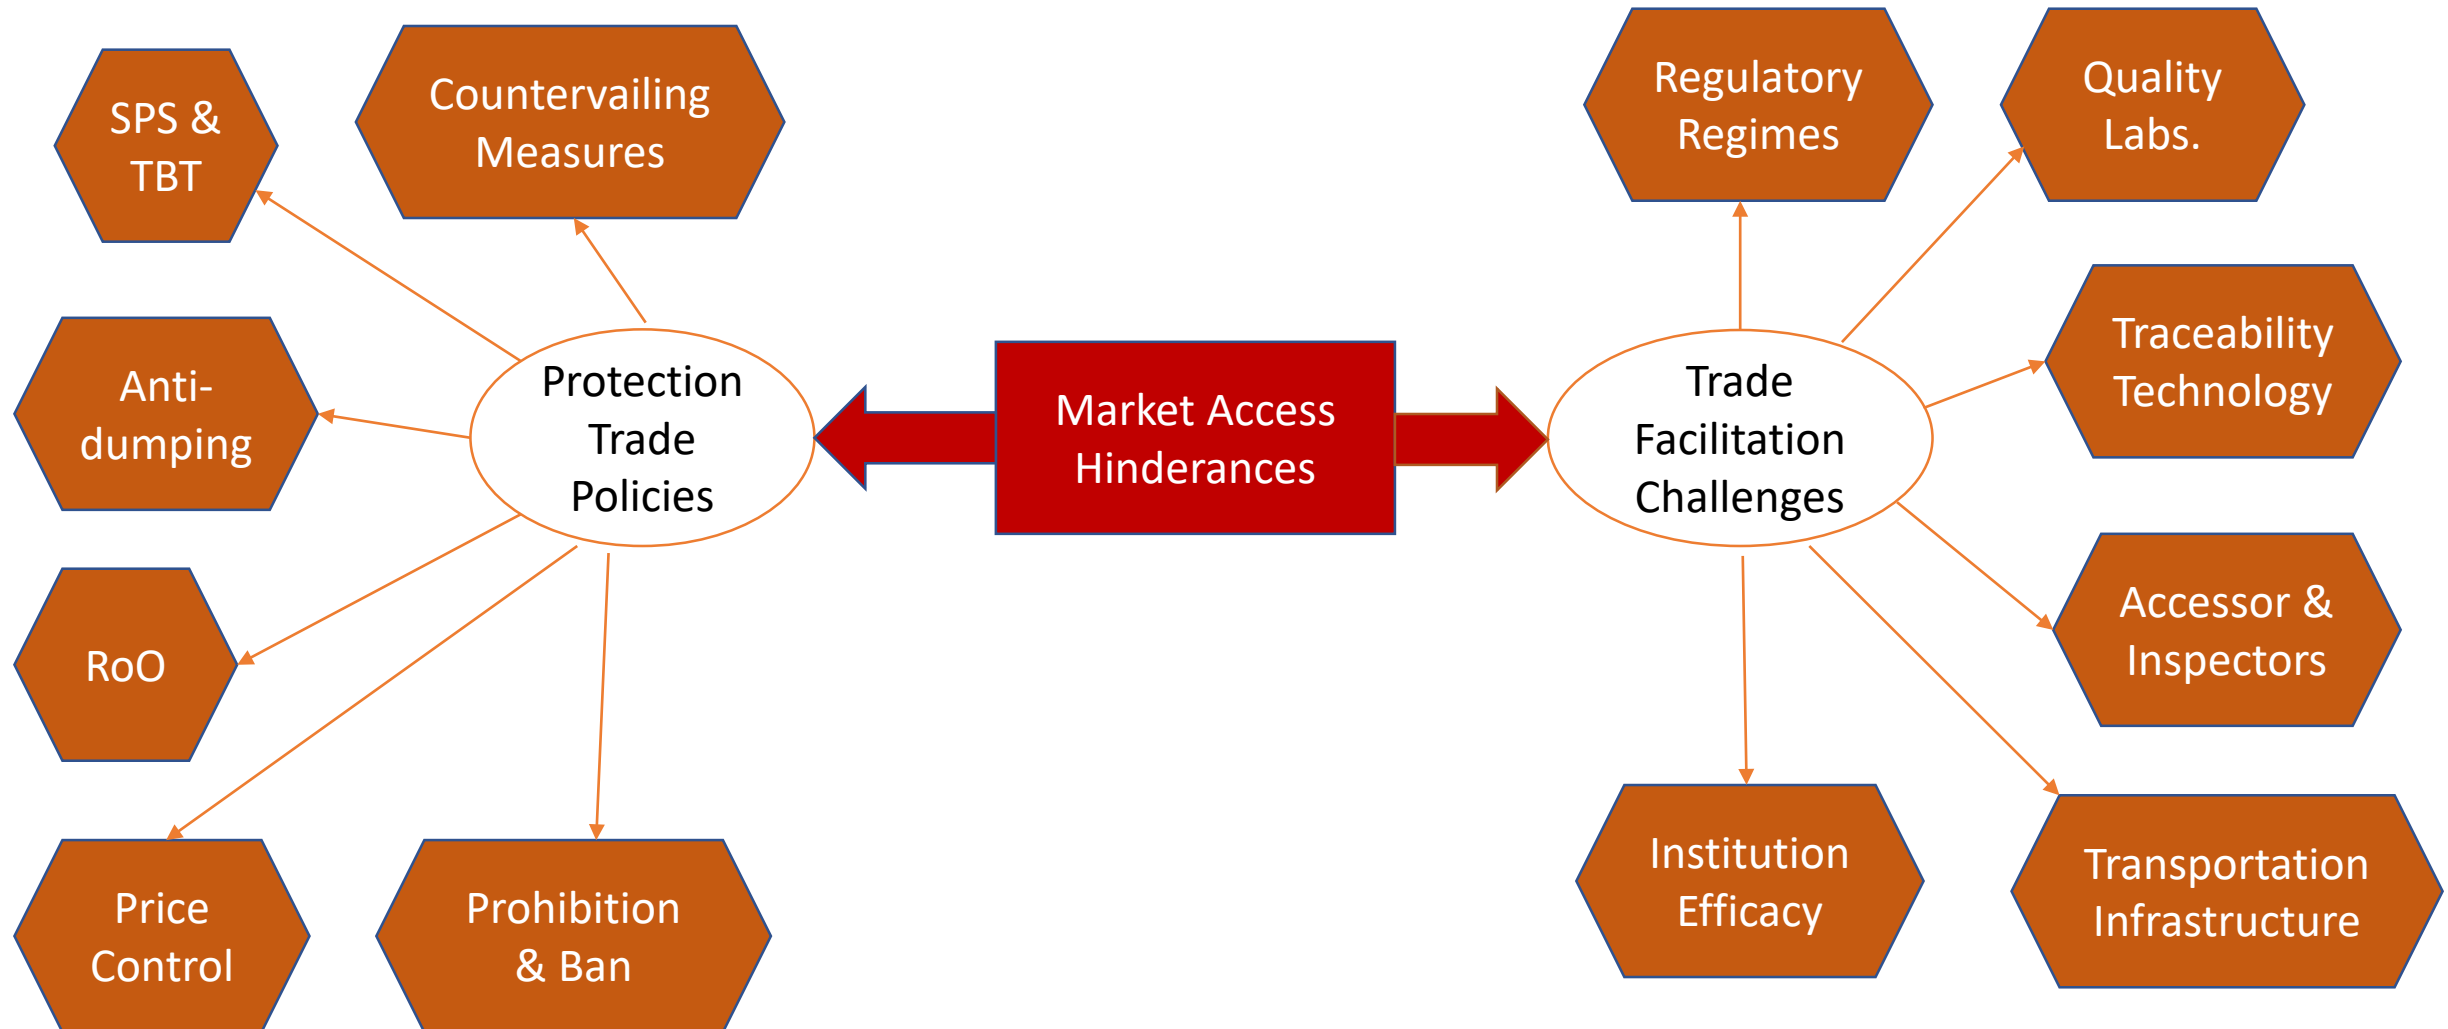 SPS &
TBT
Countervailing
Measures
Anti-
dumping
Protection
Trade
Policies
RoO
Price
Control
Prohibition
& Ban
Market Access
Hinderances
Trade
Facilitation
Challenges
Regulatory
Regimes
Quality
Labs.
Traceability
Technology
Accessor &
Inspectors
Institution
Efficacy
Transportation
Infrastructure